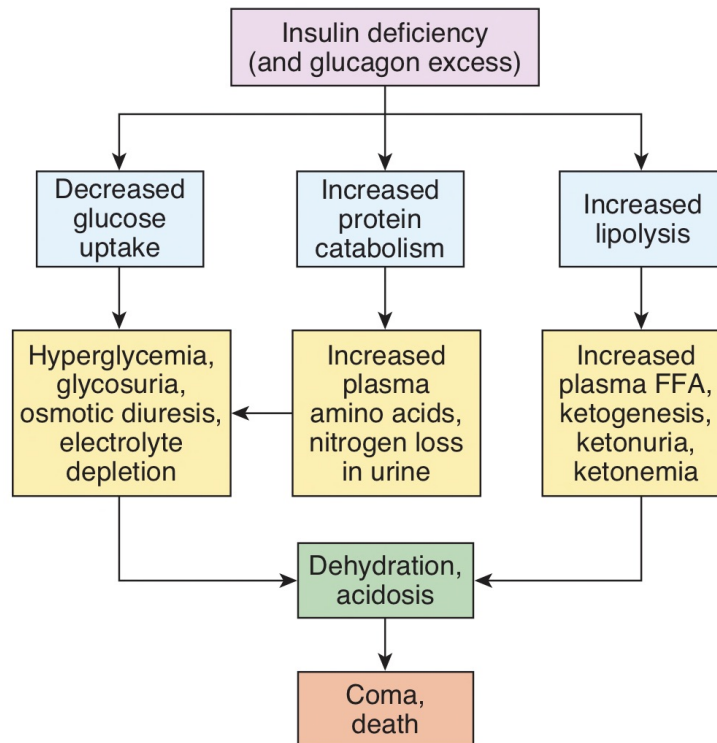 Insulin deficiency
(and glucagon excess)
Decreased
glucose
uptake
Increased
protein
catabolism
Increased
lipolysis
Hyperglycemia,
glycosuria,
osmotic diuresis,
electrolyte
depletion
Increased
plasma
amino acids,
nitrogen loss
in urine
Increased
plasma FFA,
ketogenesis,
ketonuria,
ketonemia
Dehydration,
acidosis
Coma,
death